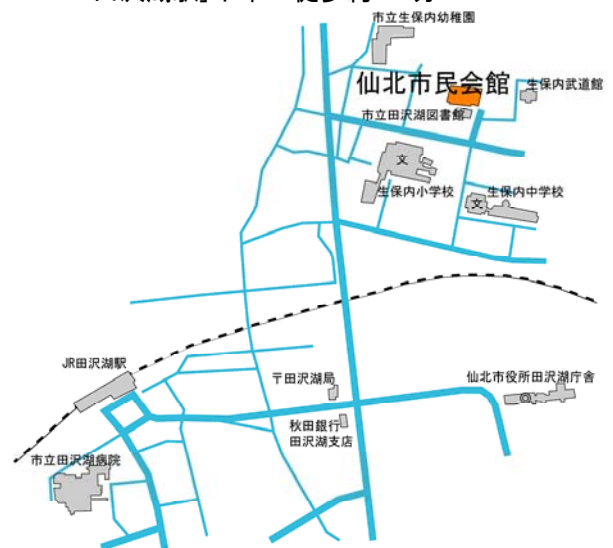 市立生保内幼稚園
仙北市民会館
生保内武道館
市立田沢湖図書館
文
生保内小学校
生保内中学校
文
JR田沢湖駅
〒田沢湖局
仙北市役所田沢湖庁舎
◎
秋田銀行
田沢湖支店
市立田沢湖病院